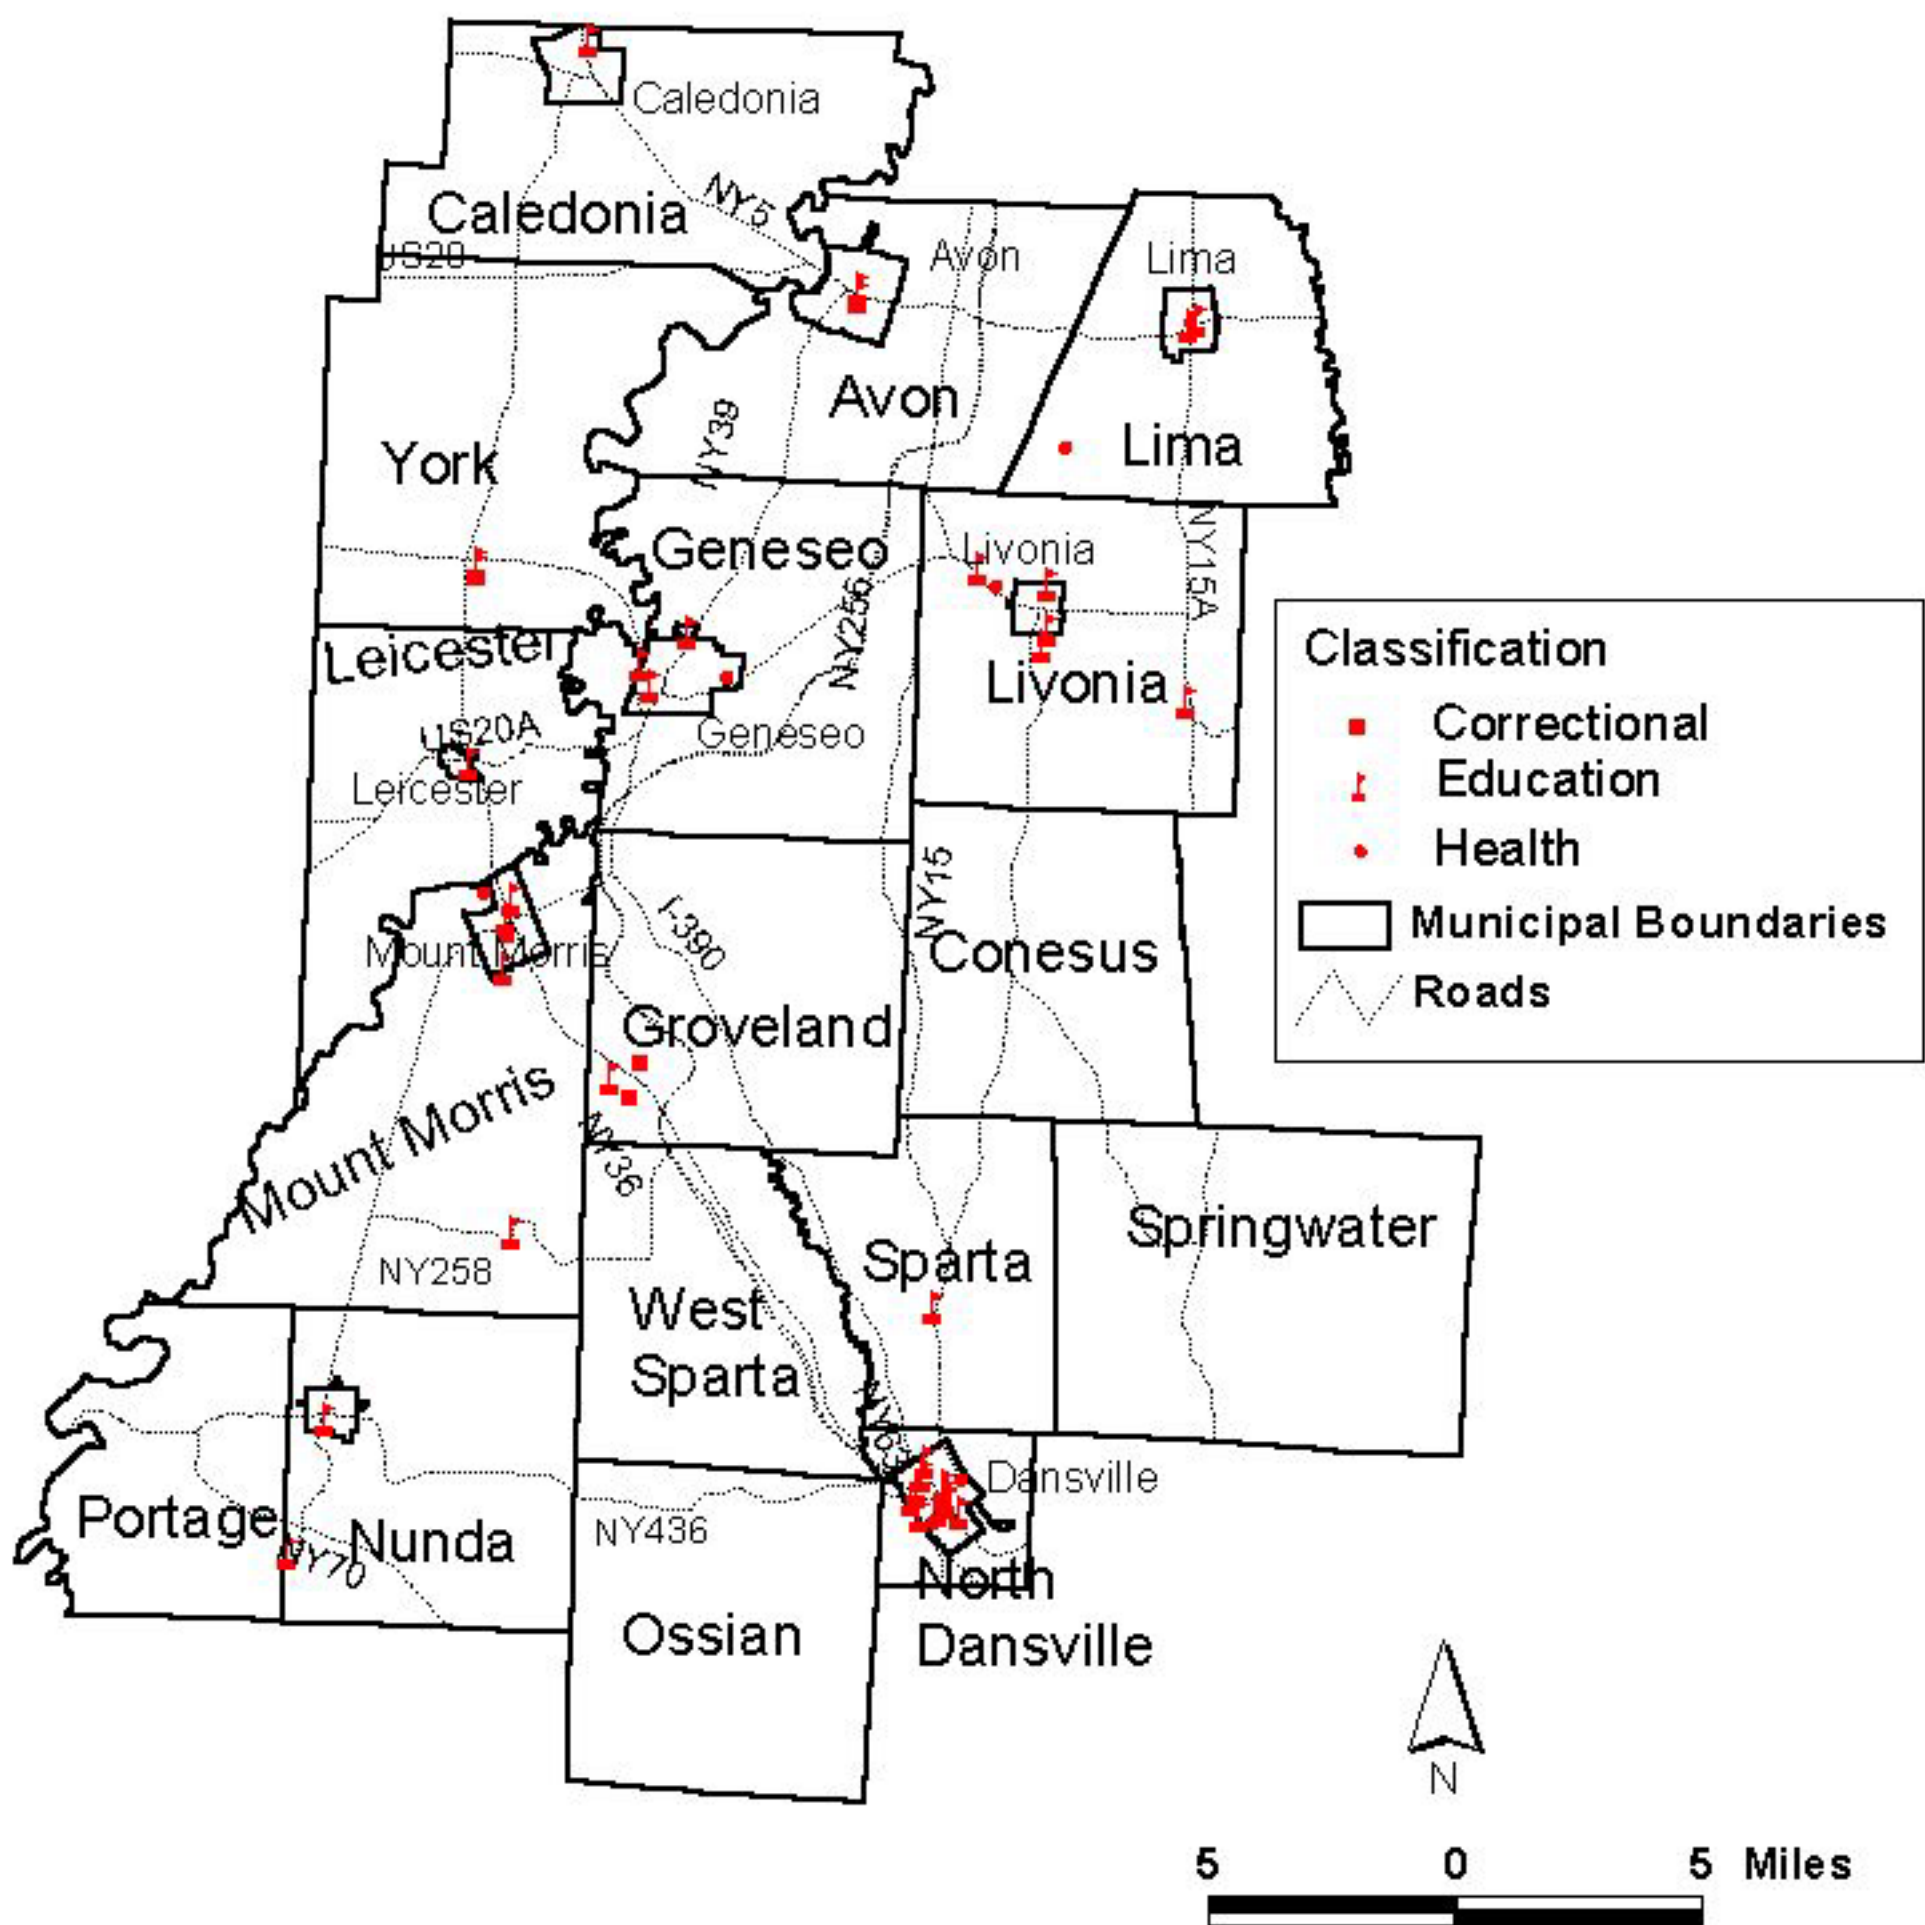 Caledonia
Caledonia
NY5
US20
Avon
Lima
NY39
Avon
York
Lima
Geneseo
Livonia
NY15A
NY256
Leicester
Livonia
US20A
Geneseo
Leicester
NY15
I-390
Mount Morris
Conesus
Groveland
Mount Morris
NY36
Springwater
Sparta
NY258
West
Sparta
NY63
Dansville
Portage
NY436
Nunda
NY70
North
Dansville
Ossian
Classification
Correctional
Education
Health
Municipal Boundaries
Roads
N
5 0 5 Miles